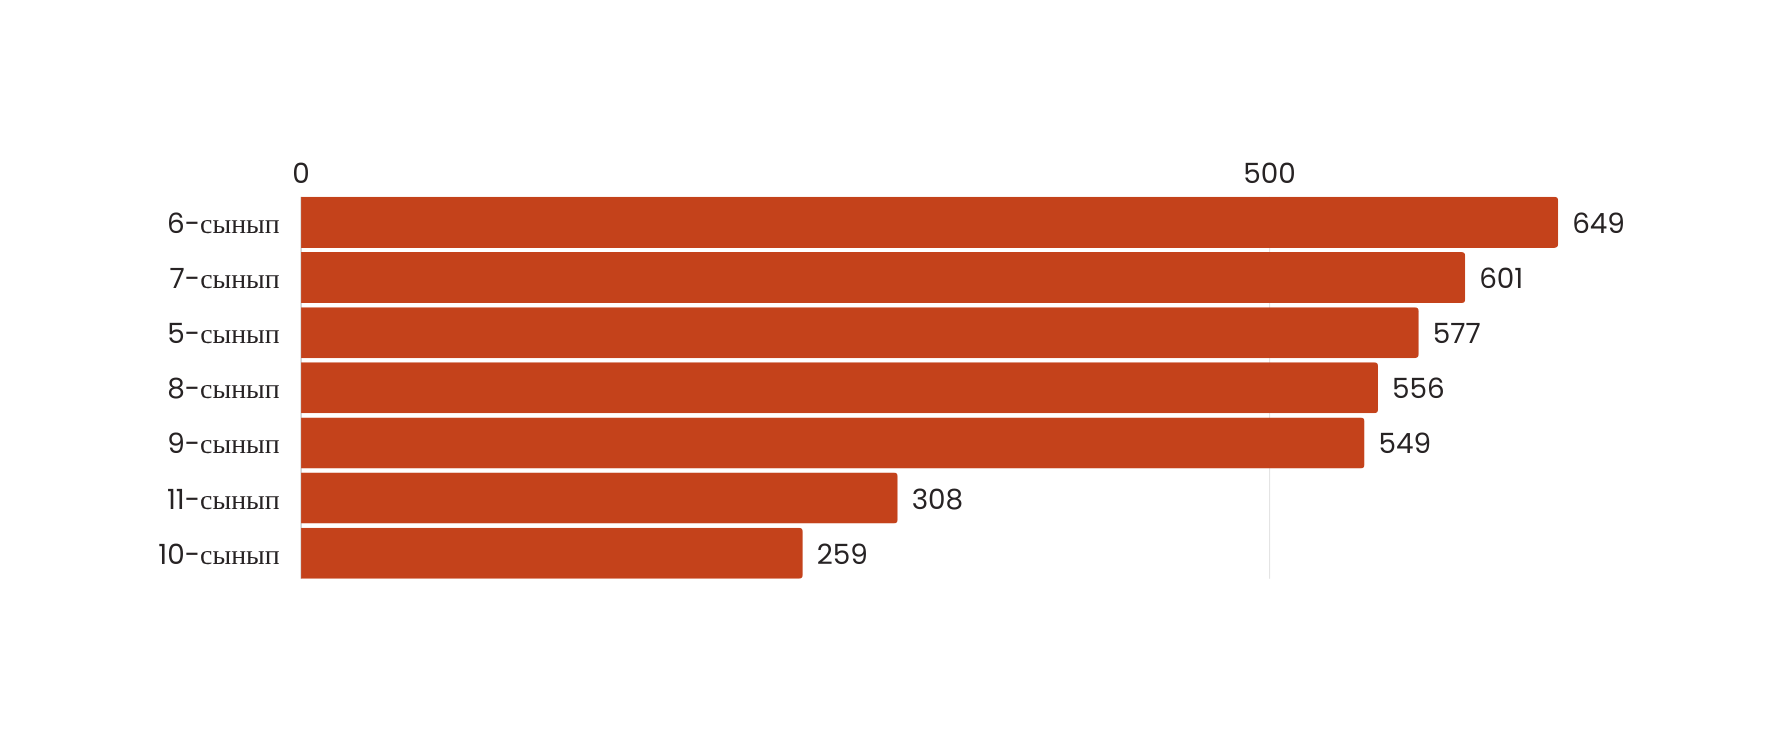 0 500
6-сынып 649
7-сынып 601
5-сынып 577
8-сынып 556
9-сынып 549
11-сынып 308
10-сынып 259